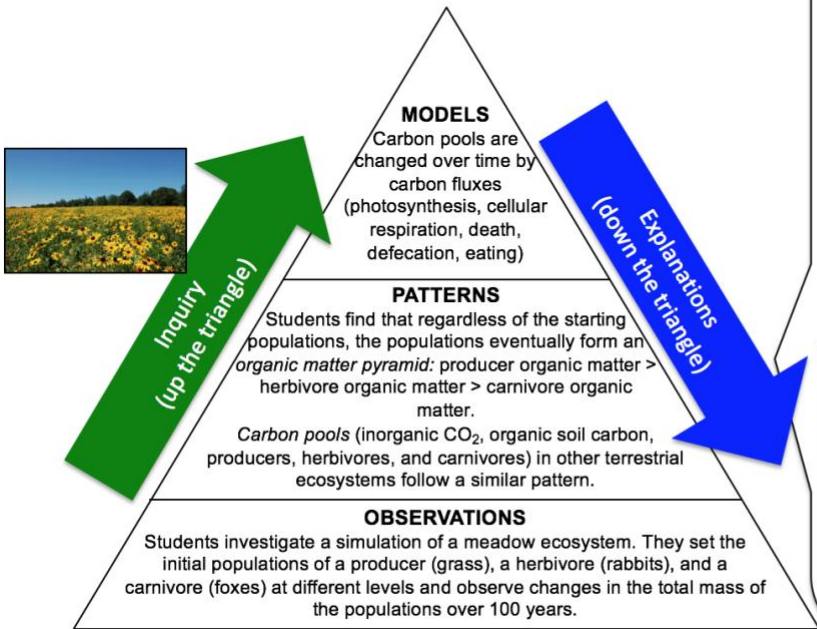 MODELS
Carbon pools are
changed over time by
carbon fluxes
(photosynthesis, cellular
respiration, death,
defecation, eating)
Inquiry
(up the triangle)
Explanations
(down the triangle)
PATTERNS
Students find that regardless of the starting
populations, the populations eventually form an
organic matter pyramid: producer organic matter >
herbivore organic matter > carnivore organic
matter.
Carbon pools (inorganic CO₂, organic soil carbon,
producers, herbivores, and carnivores) in other terrestrial
ecosystems follow a similar pattern.
OBSERVATIONS
Students investigate a simulation of a meadow ecosystem. They set the
initial populations of a producer (grass), a herbivore (rabbits), and a
carnivore (foxes) at different levels and observe changes in the total mass of
the populations over 100 years.